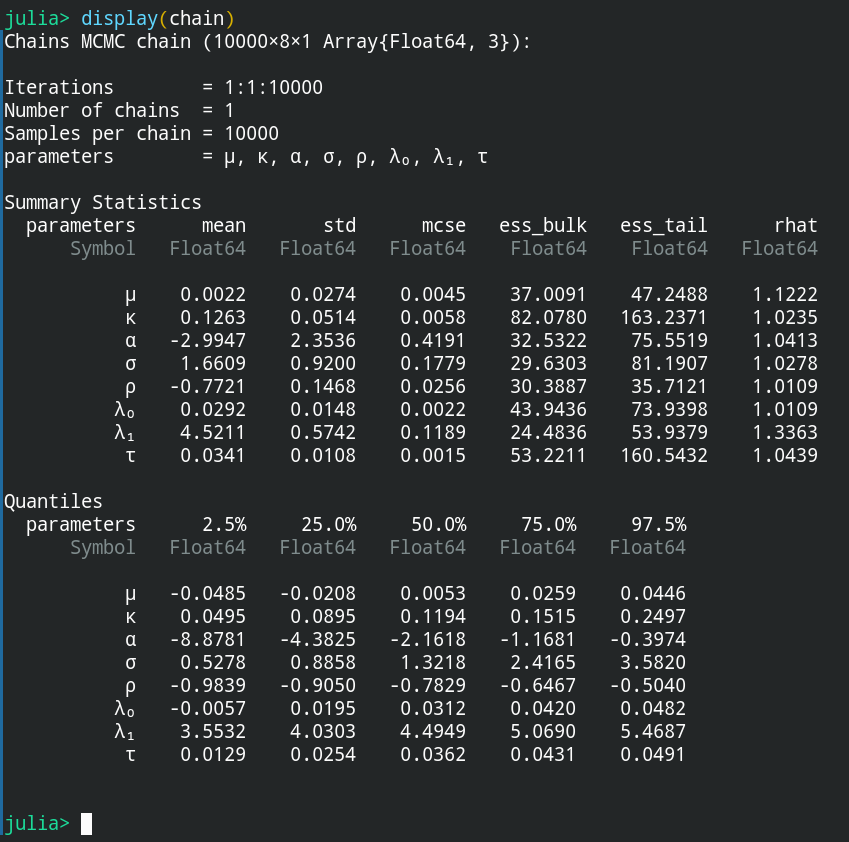 julia> display(chain)
Chains MCMC chain (10000×8×1 Array{Float64, 3}):
Iterations        = 1:1:10000
Number of chains  = 1
Samples per chain = 10000
parameters        = μ, κ, α, σ, ρ, λ₀, λ₁, τ
Summary Statistics
parameters mean std mcse ess_bulk ess_tail rhat
Symbol Float64 Float64 Float64 Float64 Float64 Float64
μ 0.0022 0.0274 0.0045 37.0091 47.2488 1.1222
κ 0.1263 0.0514 0.0058 82.0780 163.2371 1.0235
α -2.9947 2.3536 0.4191 32.5322 75.5519 1.0413
σ 1.6609 0.9200 0.1779 29.6303 81.1907 1.0278
ρ -0.7721 0.1468 0.0256 30.3887 35.7121 1.0109
λ₀ 0.0292 0.0148 0.0022 43.9436 73.9398 1.0109
λ₁ 4.5211 0.5742 0.1189 24.4836 53.9379 1.3363
τ 0.0341 0.0108 0.0015 53.2211 160.5432 1.0439
Quantiles
parameters 2.5% 25.0% 50.0% 75.0% 97.5%
Symbol Float64 Float64 Float64 Float64 Float64
μ -0.0485 -0.0208 0.0053 0.0259 0.0446
κ 0.0495 0.0895 0.1194 0.1515 0.2497
α -8.8781 -4.3825 -2.1618 -1.1681 -0.3974
σ 0.5278 0.8858 1.3218 2.4165 3.5820
ρ -0.9839 -0.9050 -0.7829 -0.6467 -0.5040
λ₀ -0.0057 0.0195 0.0312 0.0420 0.0482
λ₁ 3.5532 4.0303 4.4949 5.0690 5.4687
τ 0.0129 0.0254 0.0362 0.0431 0.0491
julia>